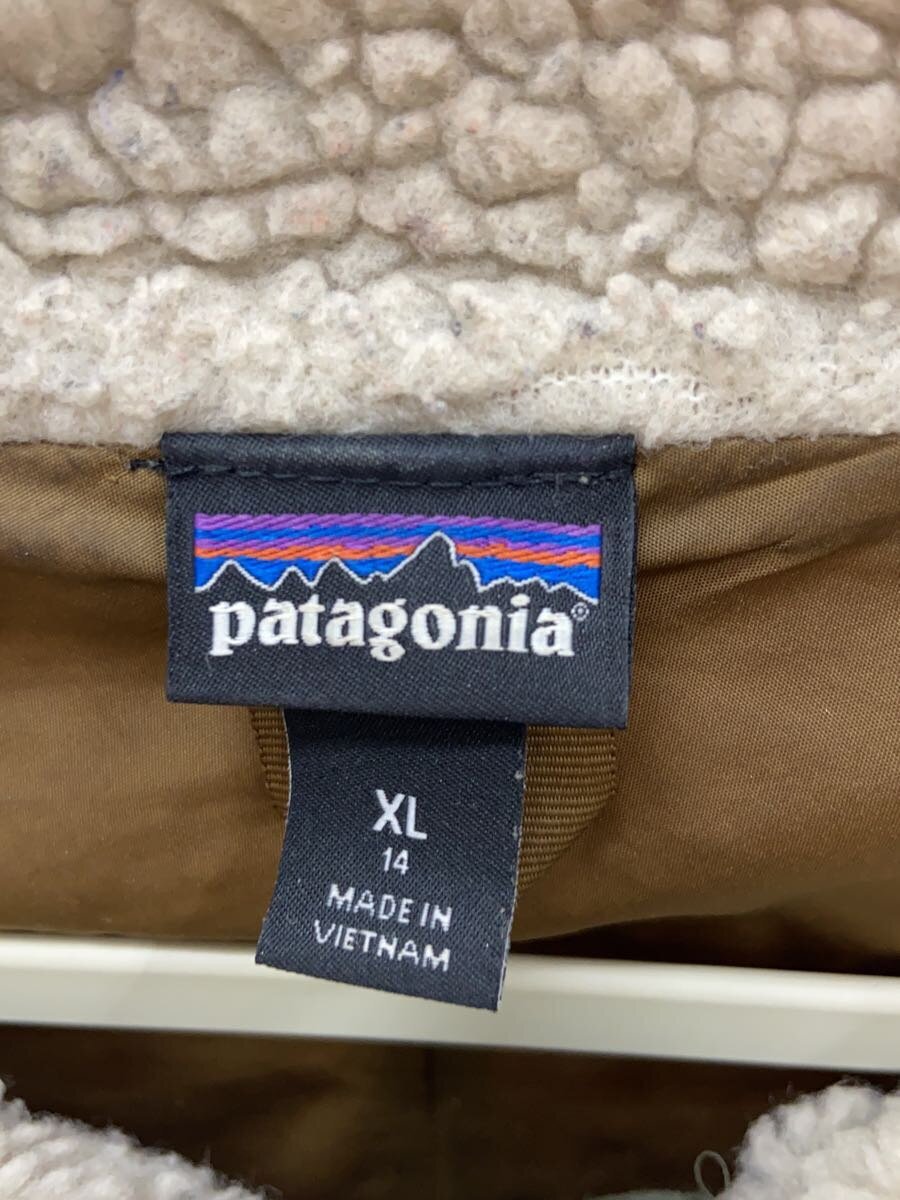 patagonia®
XL
14
MADE IN
VIETNAM